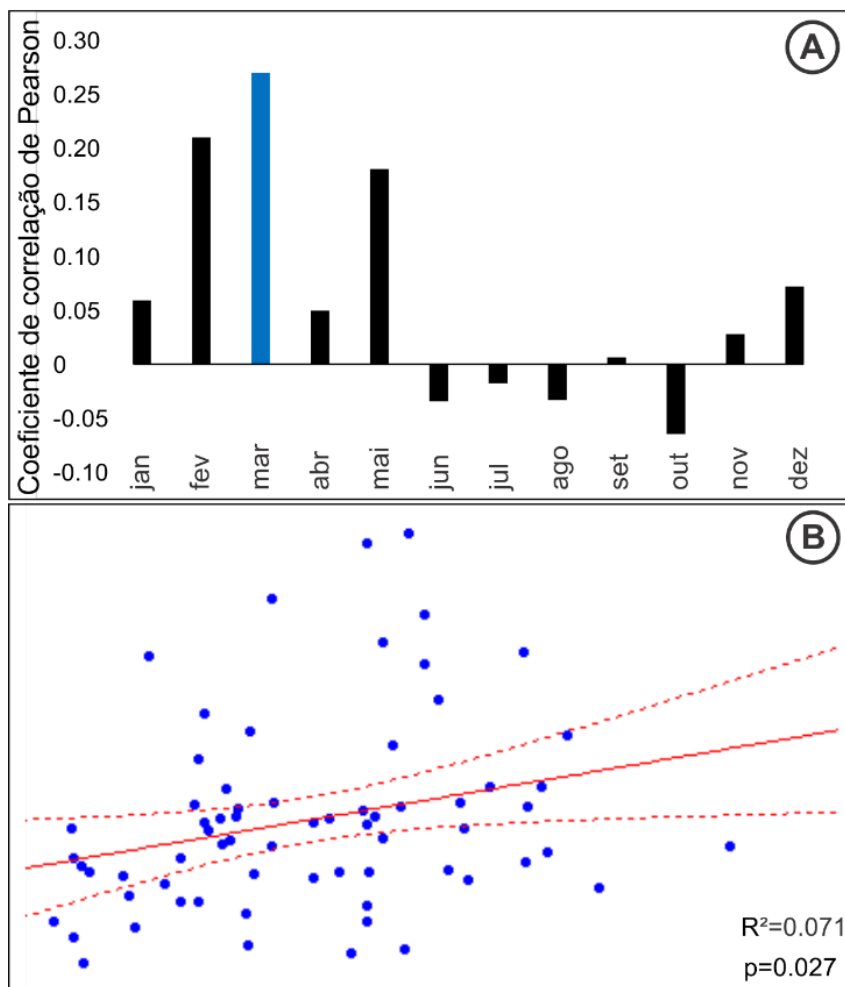 A
Coeficiente de correlação de Pearson
0.30
0.25
0.20
0.15
0.10
0.05
0
-0.05
-0.10
jan
fev
mar
abr
mai
jun
jul
ago
set
out
nov
dez
B
R²=0.071
p=0.027